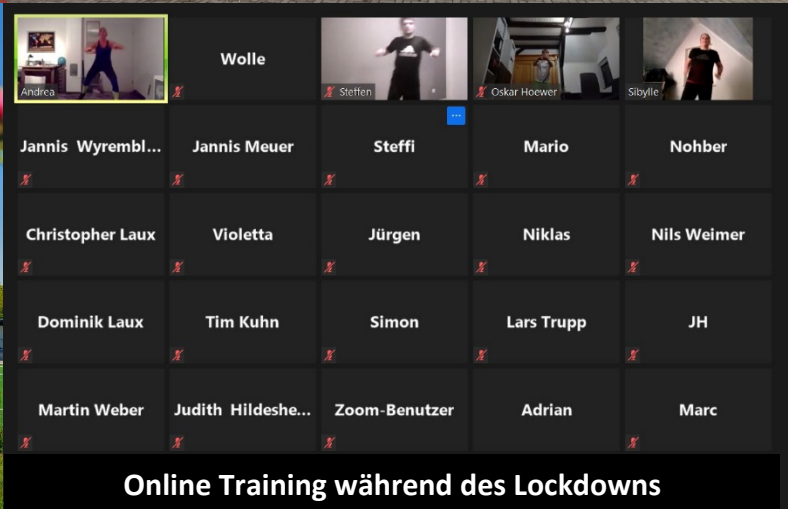 Andrea
Wolle
Steffen
Oskar Hoewer
Sibylle
Jannis Wyrembl...
Jannis Meuer
Steffi
Mario
Nohber
Christopher Laux
Violetta
Jürgen
Niklas
Nils Weimer
Dominik Laux
Tim Kuhn
Simon
Lars Trupp
JH
Martin Weber
Judith Hildeshe...
Zoom-Benutzer
Adrian
Marc
Online Training während des Lockdowns